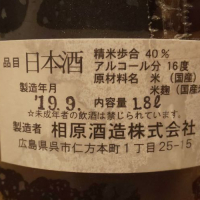 品目 日本酒
精米歩合 40%
アルコール分 16度
原材料名 米(国産)
米麹(国産
製造年月 '19.9. 内容量 1.8ℓ
☆未成年者の飲酒は禁じられています。
製造者 相原酒造株式会社
広島県呉市仁方本町1丁目25-15